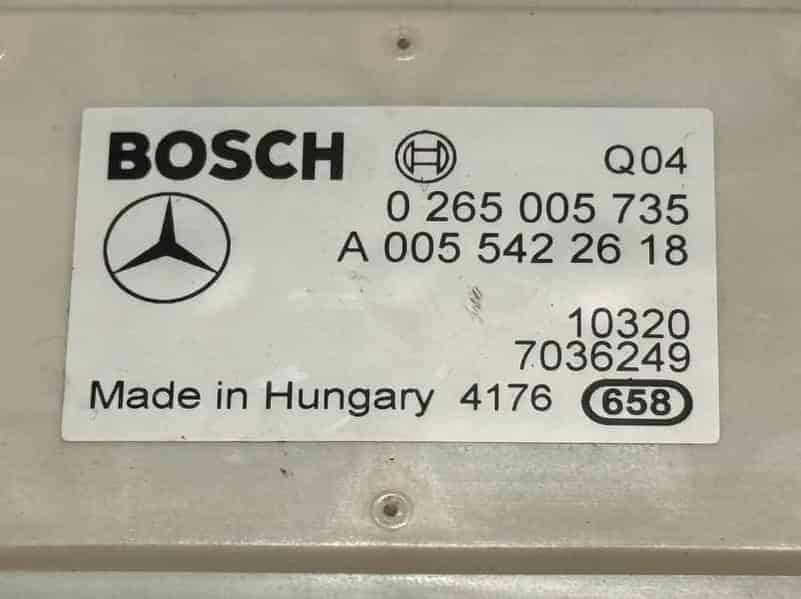 BOSCH Q04
0 265 005 735
A 005 542 26 18
10320
7036249
Made in Hungary 4176 658